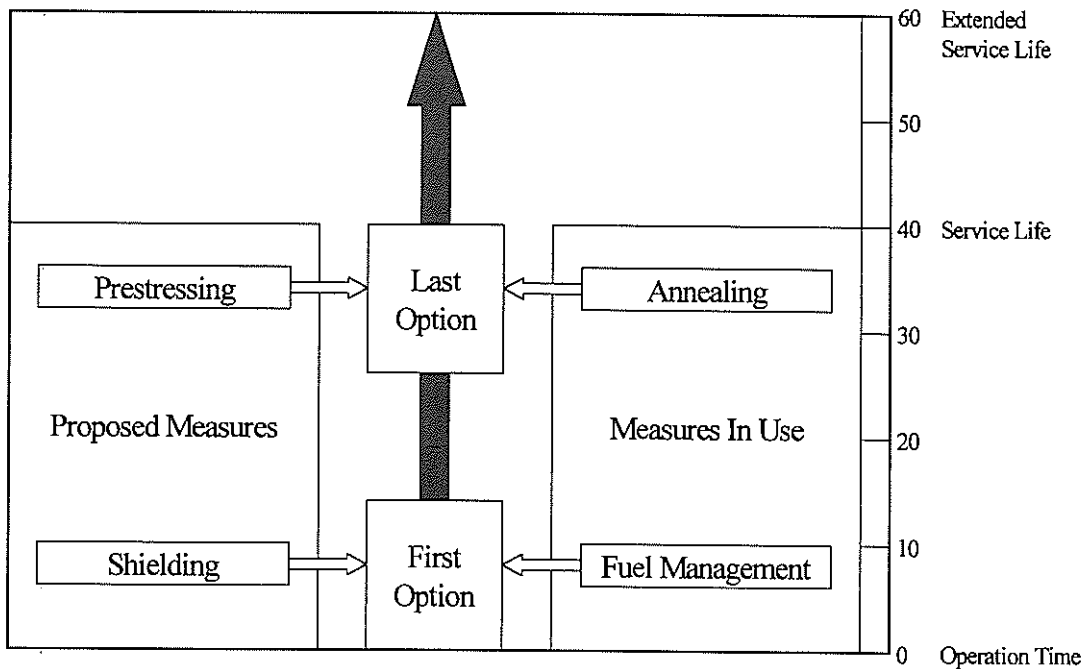 60 Extended
Service Life
50
40 Service Life
Prestressing
Last
Option
Annealing
30
Proposed Measures
Measures In Use
20
Shielding
First
Option
Fuel Management
10
0 Operation Time